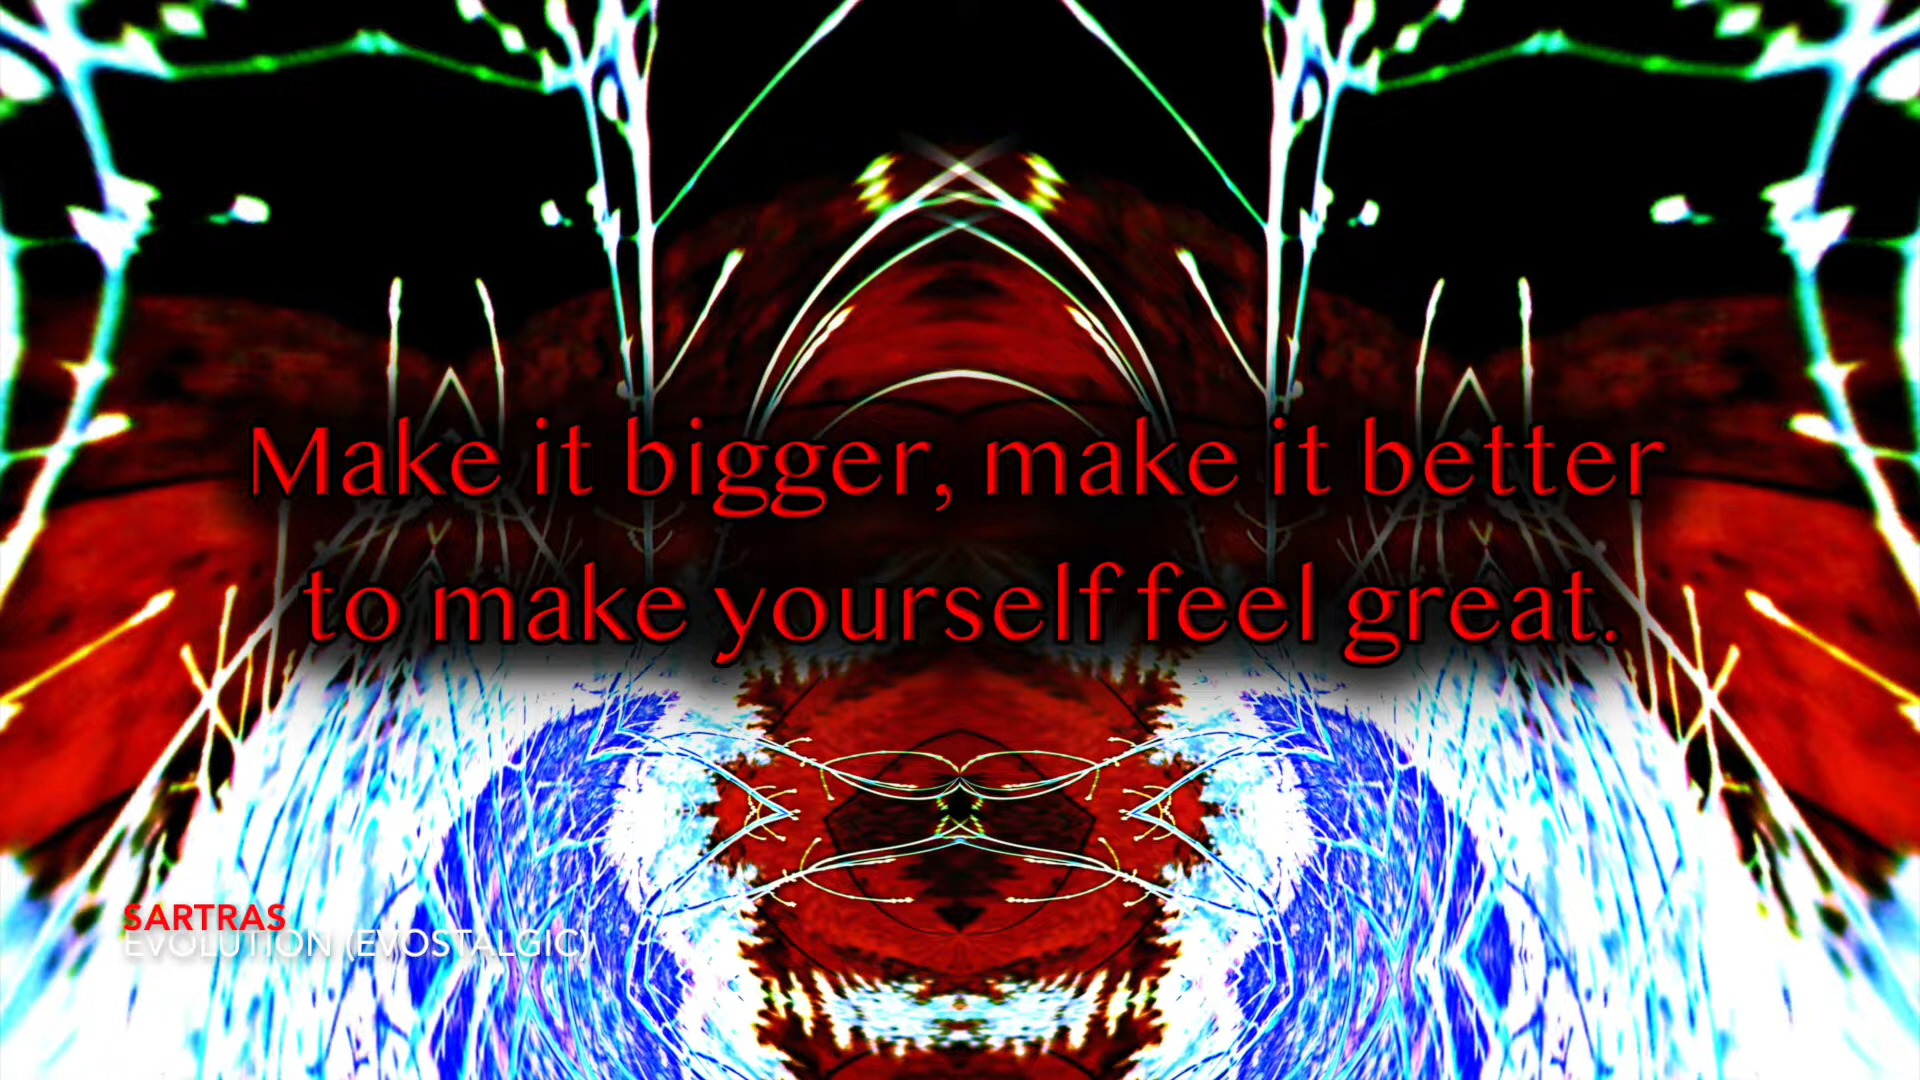 Make it bigger, make it better
to make yourself feel great.
SARTRAS
EVOLUTION (EVOSTALGIC)